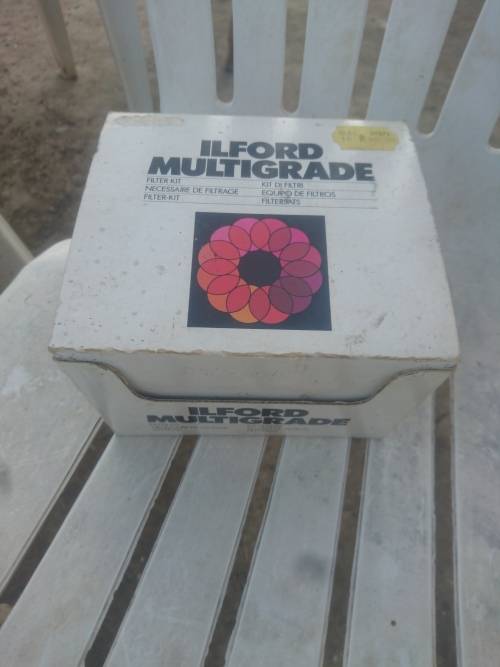 ILFORD
MULTIGRADE
FILTER KIT
NECESSAIRE DE FILTRAGE
FILTER-KIT
KIT DI FILTRI
EQUIPO DE FILTROS
FILTERSATS
ILFORD
MULTIGRADE